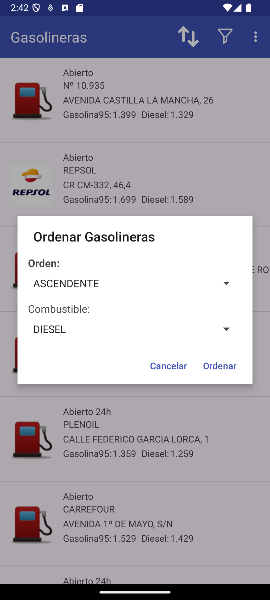 2:42
Gasolineras
Abierto
Nº 10.935
AVENIDA CASTILLA LA MANCHA, 26
Gasolina95:1.399 Diesel:1.329
Abierto
REPSOL
REPSOL
CR CM-332, 46,4
Gasolina95:1.699 Diesel:1.589
Ordenar Gasolineras
Orden:
E RO
ASCENDENTE
Combustible:
DIESEL
Cancelar Ordenar
Abierto 24h
PLENOIL
CALLE FEDERICO GARCIA LORCA, 1
Gasolina95:1.359 Diesel:1.259
Abierto
CARREFOUR
AVENIDA 1º DE MAYO, S/N
Gasolina95:1.529 Diesel:1.429
Abierto 24h